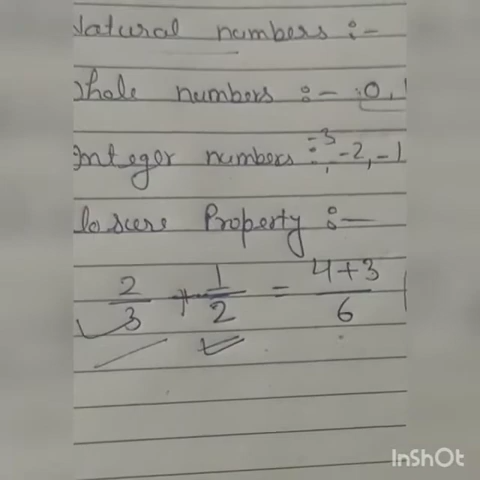 Natural numbers :-
Whole numbers :- 0,
Integer numbers :- -3, -2, -1
Closure Property :-
2/3 + 1/2 = 4+3/6
InShOt